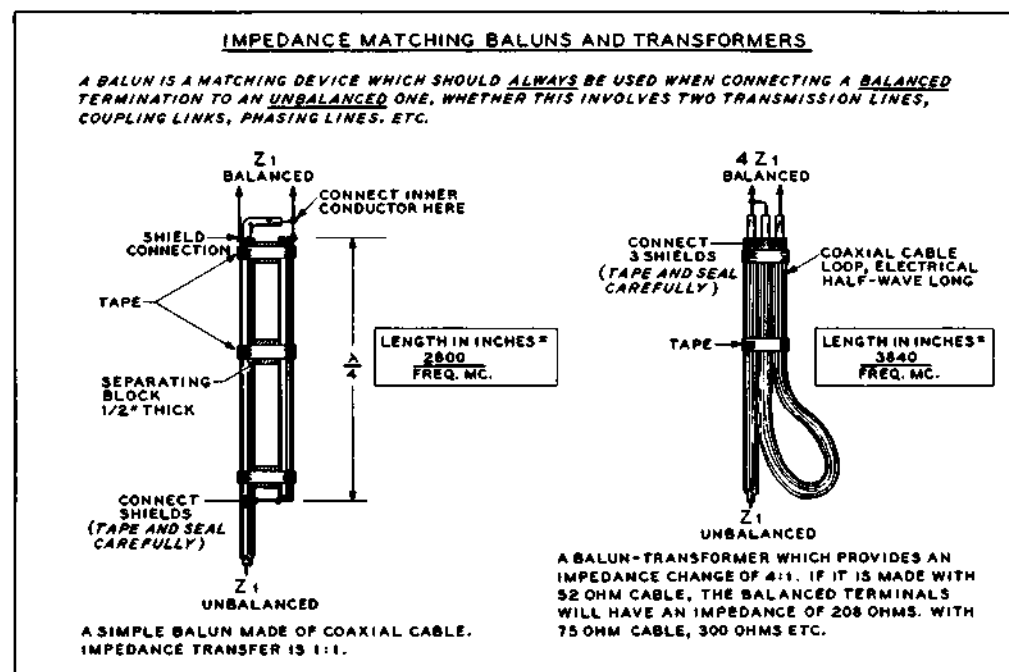 IMPEDANCE MATCHING BALUNS AND TRANSFORMERS
A BALUN IS A MATCHING DEVICE WHICH SHOULD ALWAYS BE USED WHEN CONNECTING A BALANCED
TERMINATION TO AN UNBALANCED ONE, WHETHER THIS INVOLVES TWO TRANSMISSION LINES,
COUPLING LINKS, PHASING LINES. ETC.
Z1
BALANCED
CONNECT INNER
CONDUCTOR HERE
SHIELD
CONNECTION
TAPE
λ/4
LENGTH IN INCHES=
2800
FREQ. MC.
SEPARATING
BLOCK
1/2" THICK
CONNECT
SHIELDS
(TAPE AND SEAL
CAREFULLY)
Z1
UNBALANCED
A SIMPLE BALUN MADE OF COAXIAL CABLE.
IMPEDANCE TRANSFER IS 1:1.
4 Z1
BALANCED
CONNECT
3 SHIELDS
(TAPE AND SEAL
CAREFULLY)
COAXIAL CABLE
LOOP, ELECTRICAL
HALF-WAVE LONG
TAPE
LENGTH IN INCHES=
3840
FREQ. MC.
Z1
UNBALANCED
A BALUN-TRANSFORMER WHICH PROVIDES AN
IMPEDANCE CHANGE OF 4:1. IF IT IS MADE WITH
52 OHM CABLE, THE BALANCED TERMINALS
WILL HAVE AN IMPEDANCE OF 208 OHMS. WITH
75 OHM CABLE, 300 OHMS ETC.